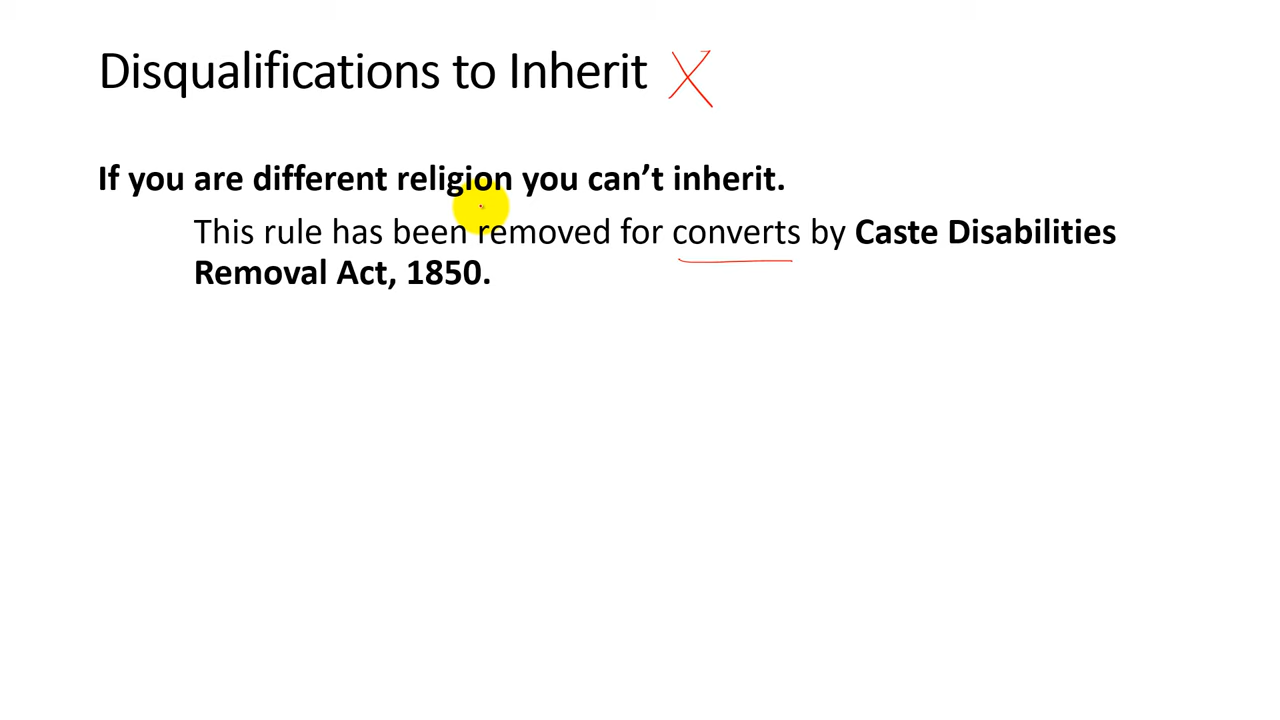 Disqualifications to Inherit X
If you are different religion you can't inherit.
This rule has been removed for converts by Caste Disabilities
Removal Act, 1850.